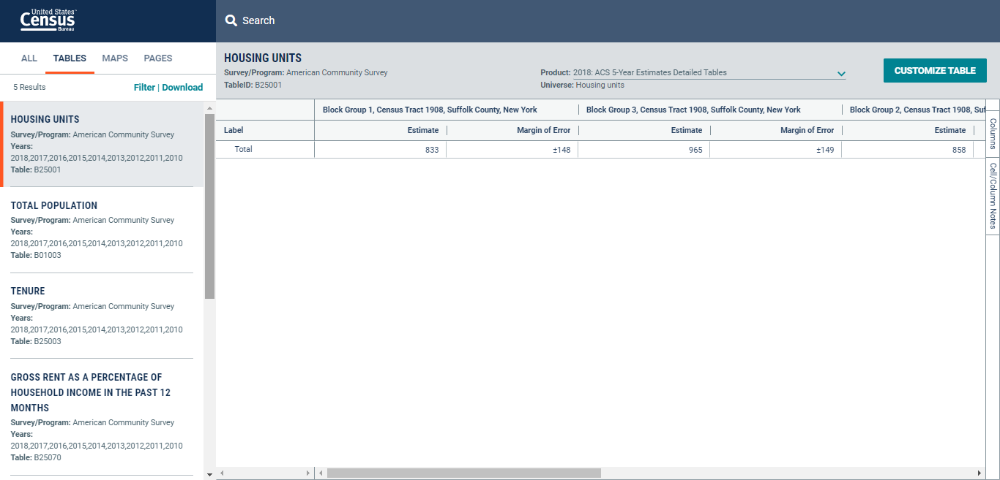 United States™
Census
Bureau
Search
ALL TABLES MAPS PAGES
5 Results Filter | Download
HOUSING UNITS
Survey/Program: American Community Survey
Years:
2018,2017,2016,2015,2014,2013,2012,2011,2010
Table: B25001
TOTAL POPULATION
Survey/Program: American Community Survey
Years:
2018,2017,2016,2015,2014,2013,2012,2011,2010
Table: B01003
TENURE
Survey/Program: American Community Survey
Years:
2018,2017,2016,2015,2014,2013,2012,2011,2010
Table: B25003
GROSS RENT AS A PERCENTAGE OF
HOUSEHOLD INCOME IN THE PAST 12
MONTHS
Survey/Program: American Community Survey
Years:
2018,2017,2016,2015,2014,2013,2012,2011,2010
Table: B25070
HOUSING UNITS
Survey/Program: American Community Survey
TableID: B25001
Product: 2018: ACS 5-Year Estimates Detailed Tables
Universe: Housing units
CUSTOMIZE TABLE
Block Group 1, Census Tract 1908, Suffolk County, New York Block Group 3, Census Tract 1908, Suffolk County, New York Block Group 2, Census Tract 1908, Suf
Label Estimate Margin of Error Estimate Margin of Error Estimate
Total 833 ±148 965 ±149 858
Columns
Cell/Column Notes